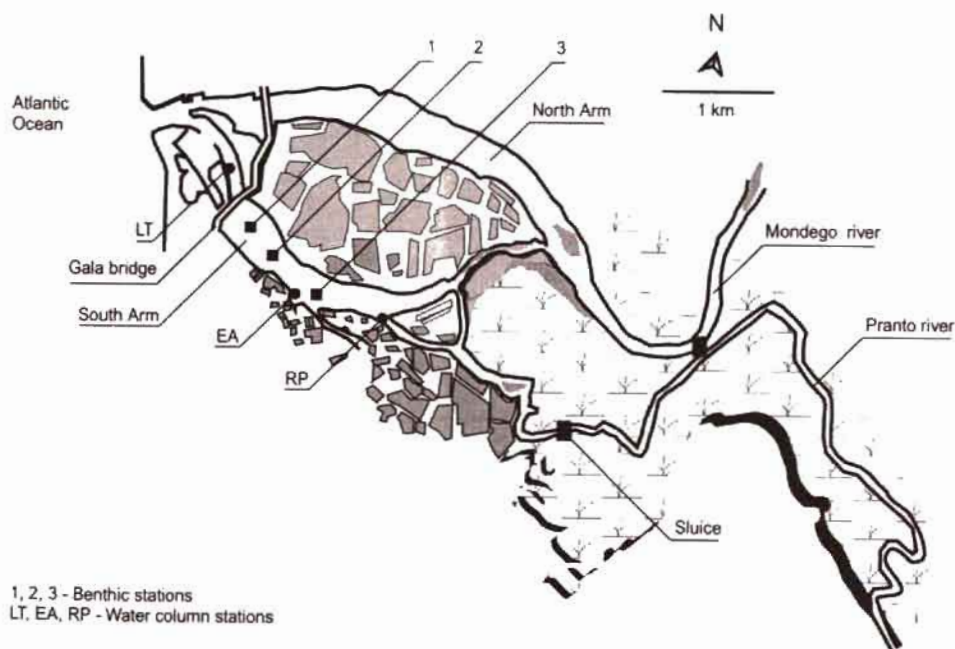 1
2
3
N
Atlantic
Ocean
North Arm
1 km
LT
Mondego river
Gala bridge
South Arm
Pranto river
EA
RP
Sluice
1, 2, 3 - Benthic stations
LT, EA, RP - Water column stations